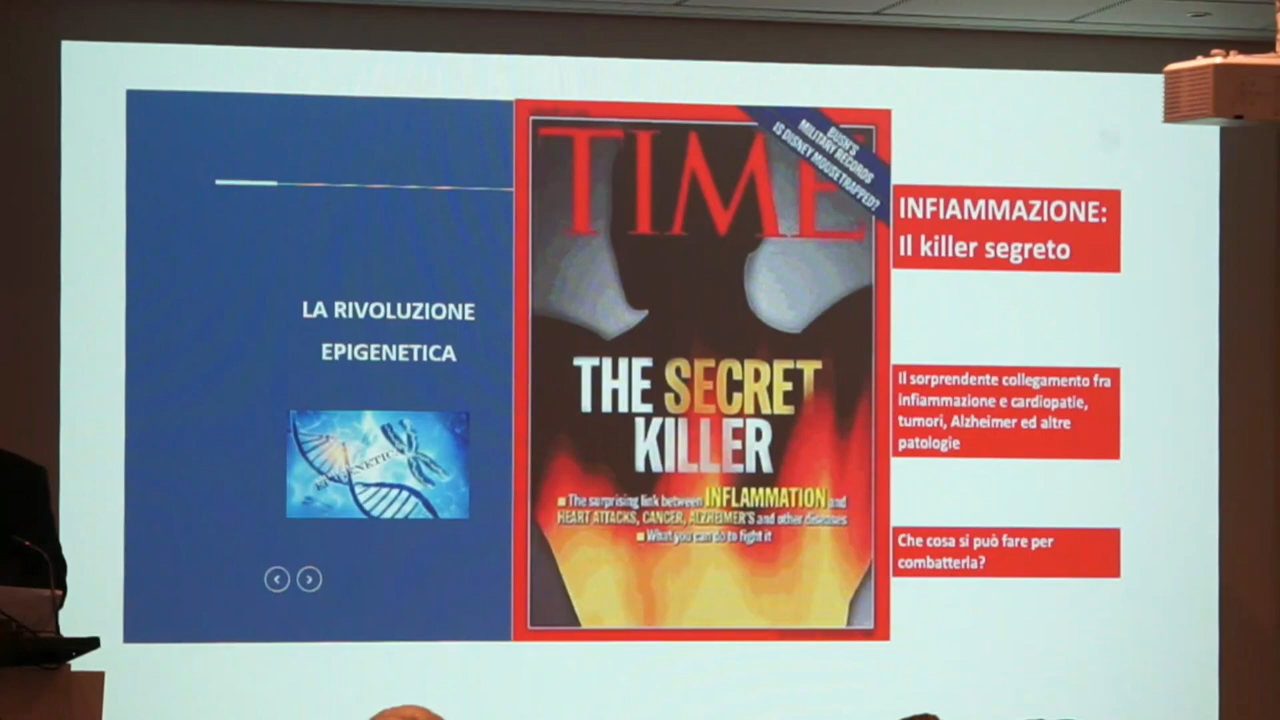 LA RIVOLUZIONE
EPIGENETICA
EPIGENETICS
TIME
BUSH'S
MILITARY RECORDS
IS DISNEY MOUSETRAPPED?
THE SECRET
KILLER
The surprising link between INFLAMMATION and
HEART ATTACKS, CANCER, ALZHEIMER'S and other diseases
What you can do to fight it
INFIAMMAZIONE:
Il killer segreto
Il sorprendente collegamento fra
infiammazione e cardiopatie,
tumori, Alzheimer ed altre
patologie
Che cosa si può fare per
combatterla?